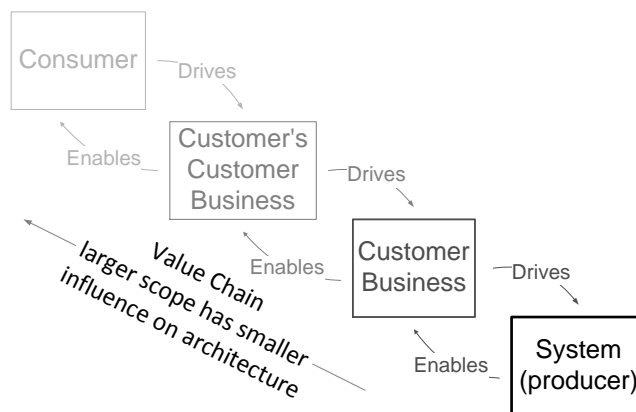 Consumer
Drives
Enables
Customer's
Customer
Business
Drives
Enables
Customer
Business
Drives
Enables
System
(producer)
Value Chain
larger scope has smaller
influence on architecture